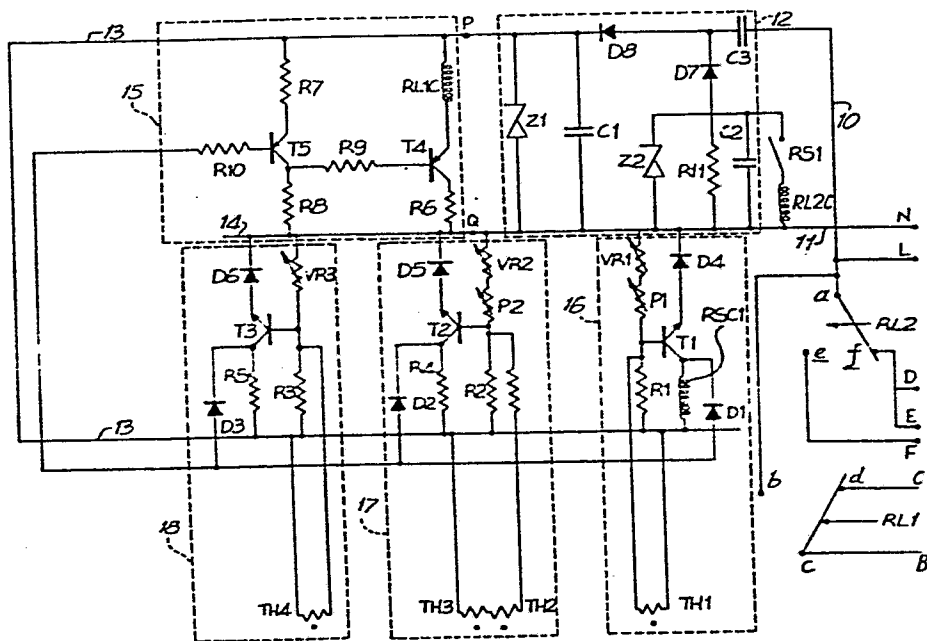 13 P 12
D8 C3
R7 RL1C D7
15 10
Z1 C1 C2 RS1
T5 R9 T4 Z2 R11
R10 RL2C
R8 R6
14 Q N
11
L
D6 VR3 D5 VR2 VR1 D4 a
P2 16 P1 RSC1 RL2
T3 T2 T1
e f
R5 R3 R4 R2 R1 D
D3 D2 D1 E
13 F
b
d C
18 17 RL1
C B
TH4 TH3 TH2 TH1